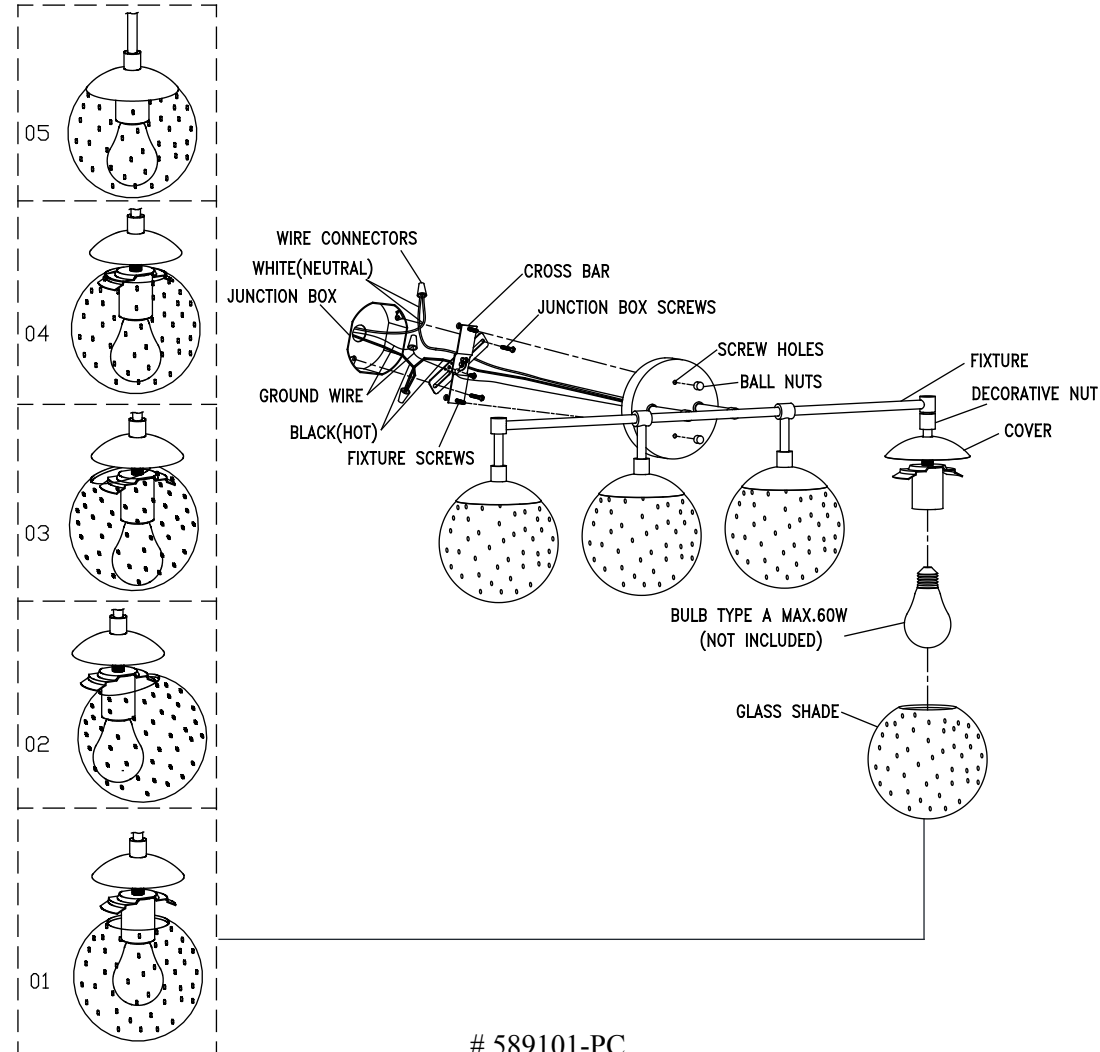 05
04
03
02
01
WIRE CONNECTORS
WHITE(NEUTRAL)
JUNCTION BOX
CROSS BAR
JUNCTION BOX SCREWS
GROUND WIRE
BLACK(HOT)
FIXTURE SCREWS
SCREW HOLES
BALL NUTS
FIXTURE
DECORATIVE NUT
COVER
BULB TYPE A MAX.60W
(NOT INCLUDED)
GLASS SHADE
# 589101-PC